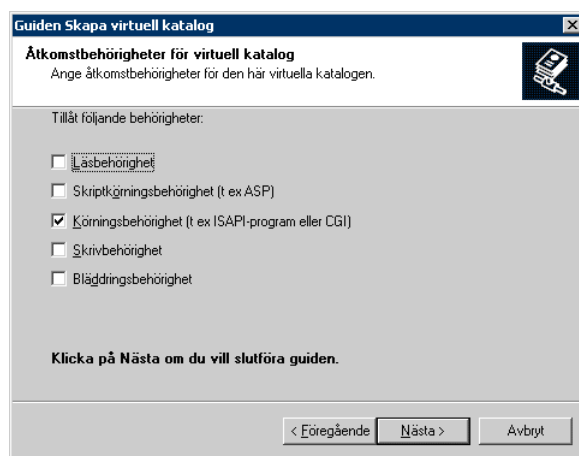 Guiden Skapa virtuell katalog
Åtkomstbehörigheter för virtuell katalog
Ange åtkomstbehörigheter för den här virtuella katalogen.
Tillåt följande behörigheter:
Läsbehörighet
Skriptkörningsbehörighet (t ex ASP)
Körningsbehörighet (t ex ISAPI-program eller CGI)
Skrivbehörighet
Bläddringsbehörighet
Klicka på Nästa om du vill slutföra guiden.
< Föregående Nästa > Avbryt